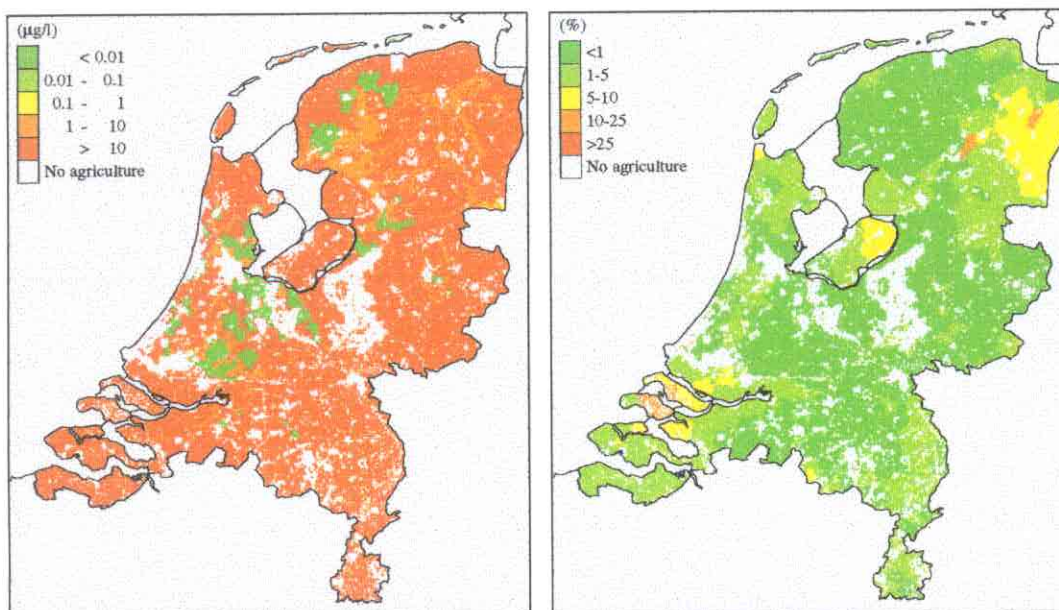 (µg/l)
< 0.01
0.01 - 0.1
0.1 - 1
1 - 10
> 10
No agriculture
(%)
<1
1-5
5-10
10-25
>25
No agriculture